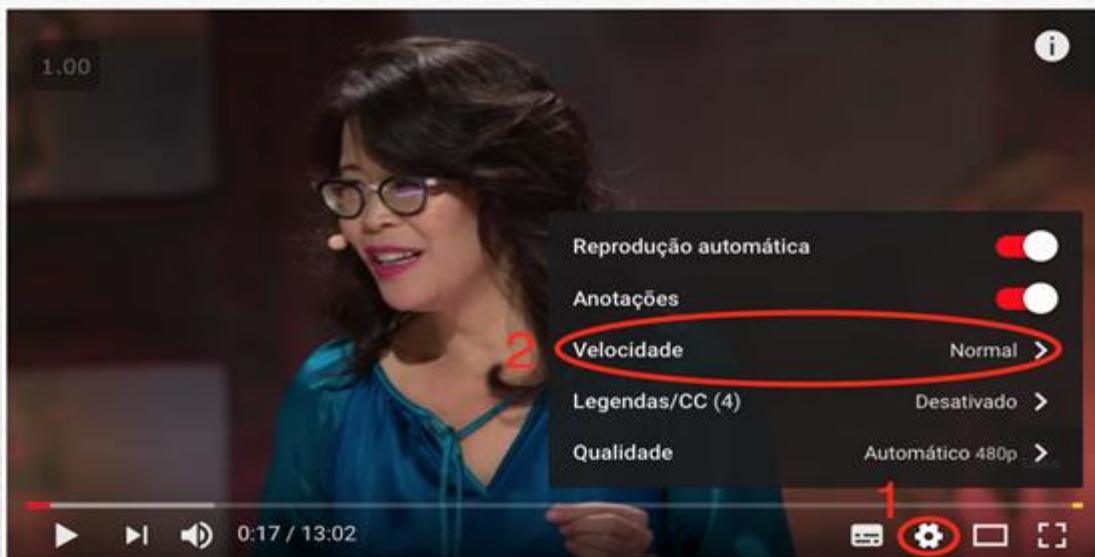 1.00
i
Reprodução automática
Anotações
2 Velocidade Normal
Legendas/CC (4) Desativado
Qualidade Automático 480p
1
0:17 / 13:02